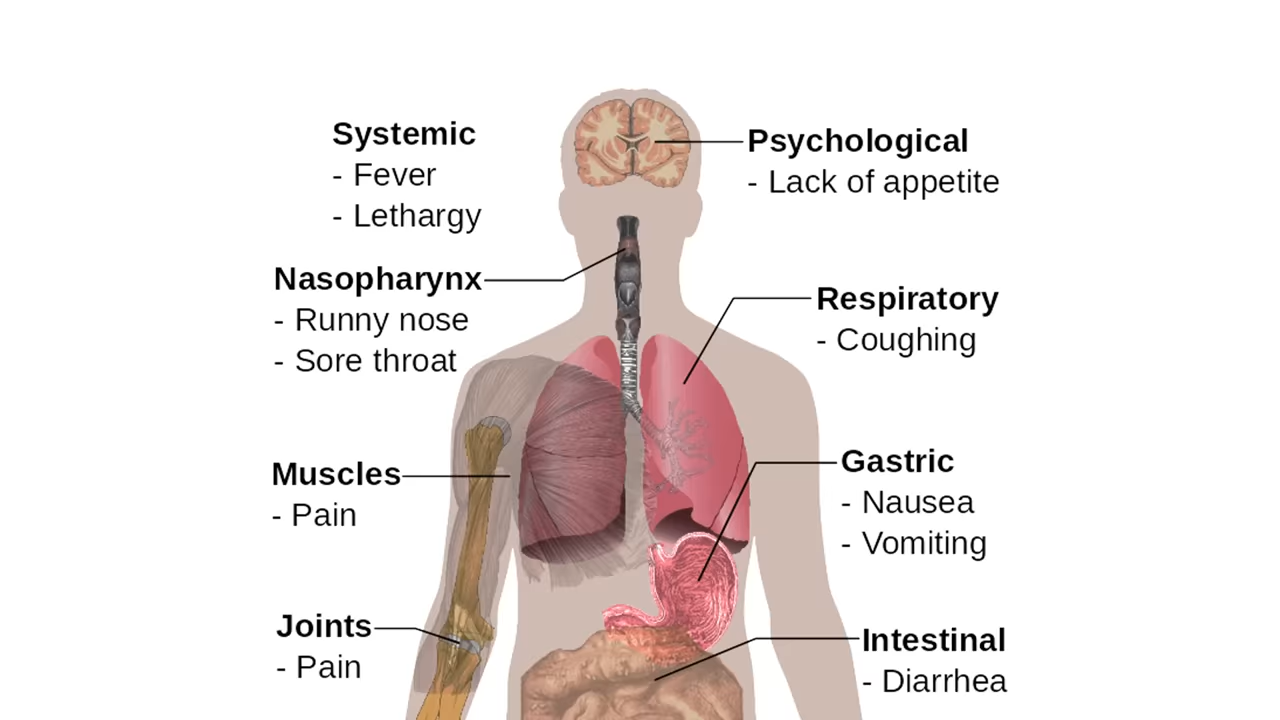 Systemic
- Fever
- Lethargy
Nasopharynx
- Runny nose
- Sore throat
Muscles
- Pain
Joints
- Pain
Psychological
- Lack of appetite
Respiratory
- Coughing
Gastric
- Nausea
- Vomiting
Intestinal
- Diarrhea